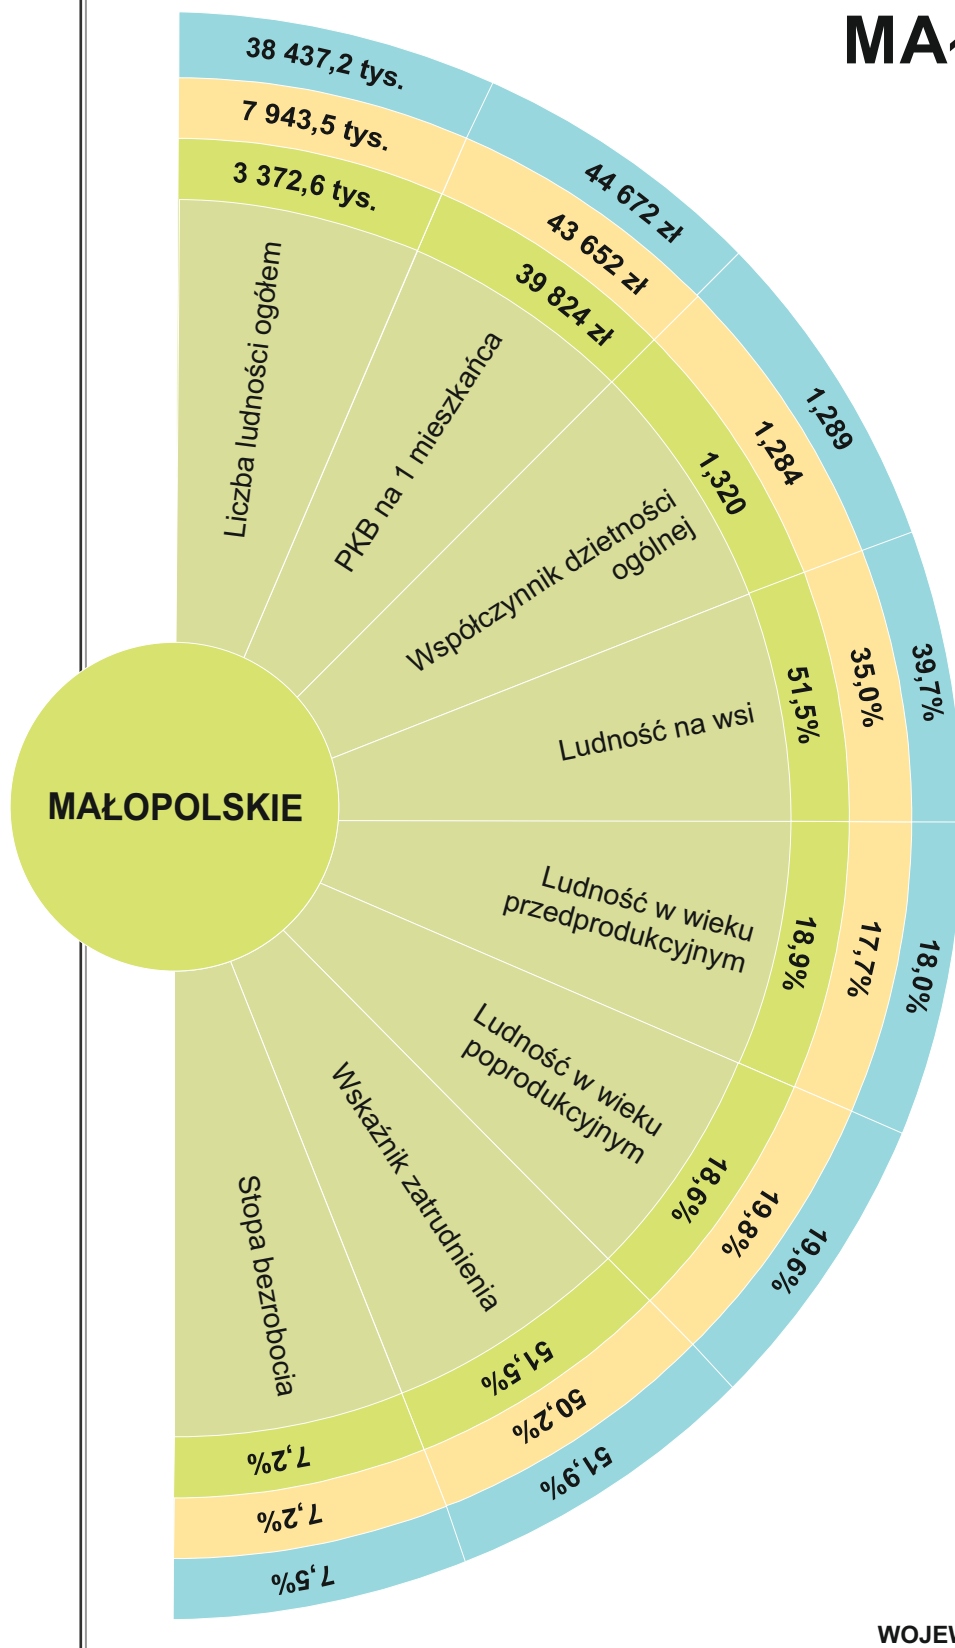 MA
38 437,2 tys.
7 943,5 tys.
3 372,6 tys.
Liczba ludności ogółem
44 672 zł
43 652 zł
39 824 zł
PKB na 1 mieszkańca
1,289
1,284
1,320
Współczynnik dzietności
ogólnej
39,7%
35,0%
51,5%
Ludność na wsi
MAŁOPOLSKIE
18,0%
17,7%
18,9%
Ludność w wieku
przedprodukcyjnym
19,6%
19,8%
18,6%
Ludność w wieku
poprodukcyjnym
51,9%
50,2%
51,5%
Wskaźnik zatrudnienia
7,5%
7,2%
7,2%
Stopa bezrobocia
WOJEW